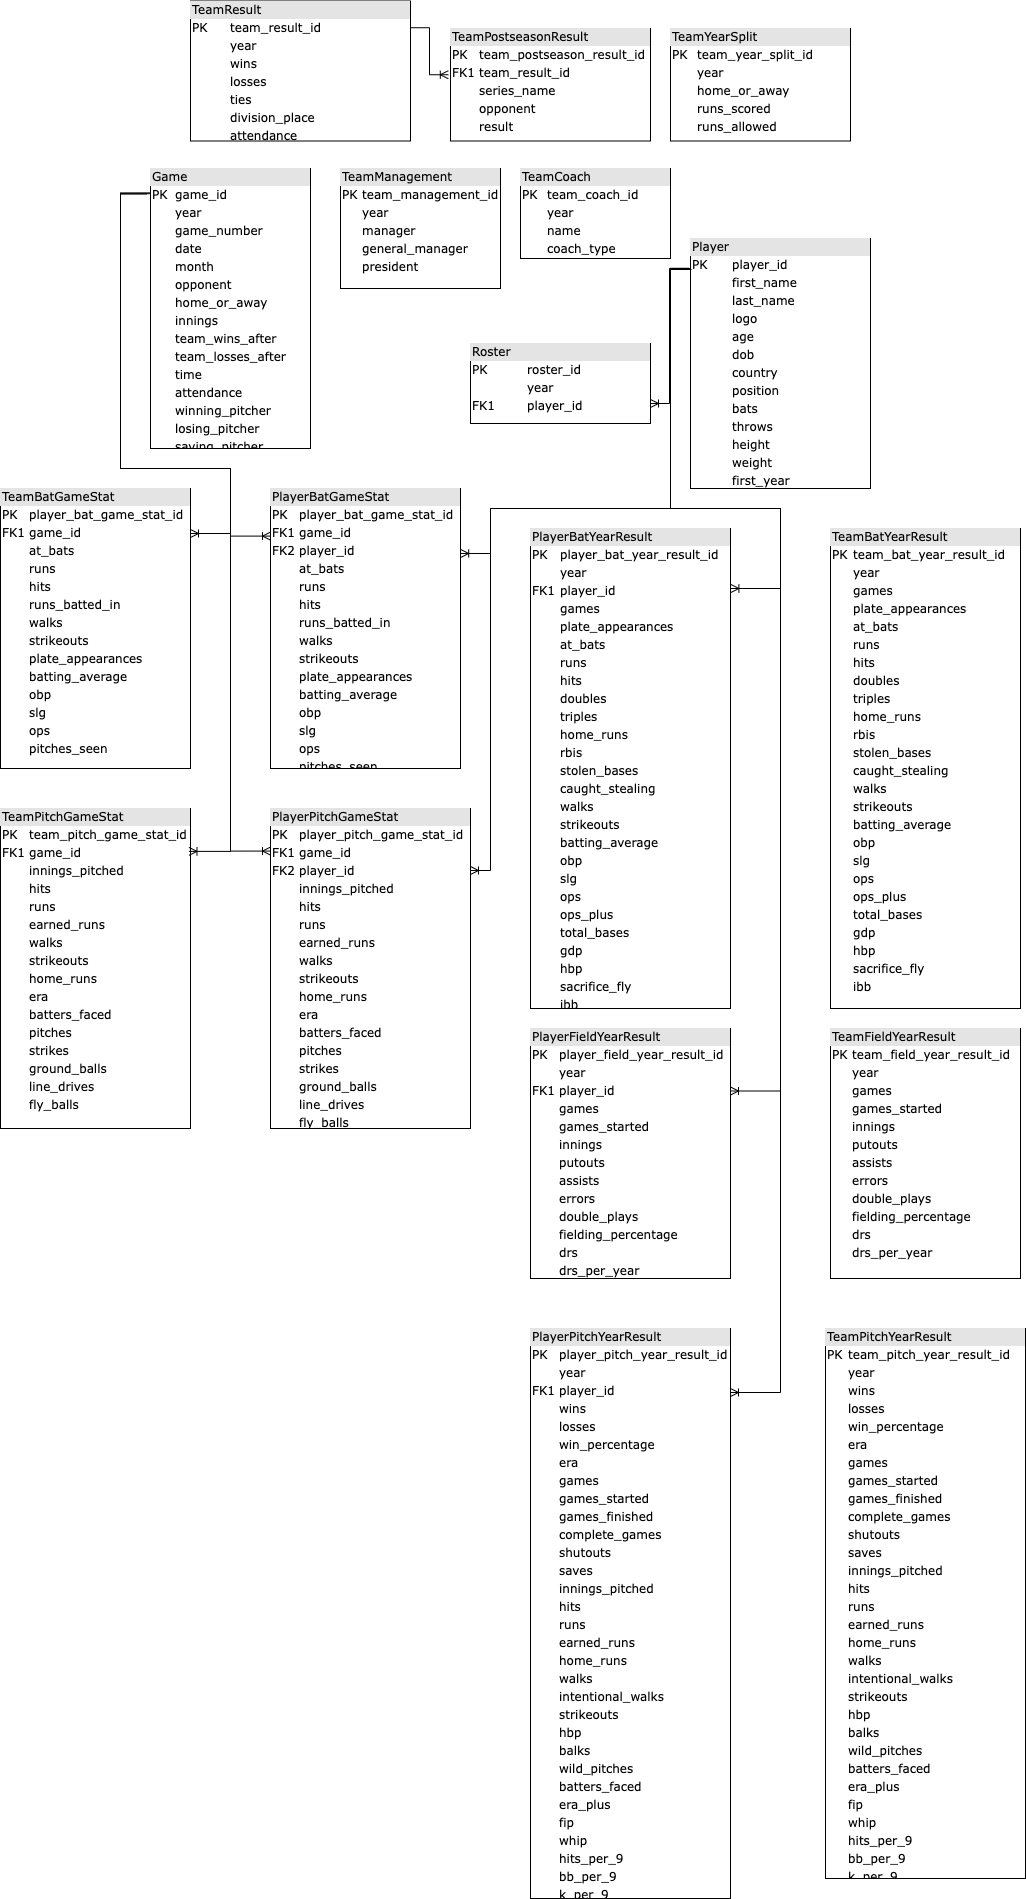 TeamResult
PK team_result_id
year
wins
losses
ties
division_place
attendance
TeamPostseasonResult
PK team_postseason_result_id
FK1 team_result_id
series_name
opponent
result
TeamYearSplit
PK team_year_split_id
year
home_or_away
runs_scored
runs_allowed
Game
PK game_id
year
game_number
date
month
opponent
home_or_away
innings
team_wins_after
team_losses_after
time
attendance
winning_pitcher
losing_pitcher
saving_pitcher
TeamManagement
PK team_management_id
year
manager
general_manager
president
TeamCoach
PK team_coach_id
year
name
coach_type
Player
PK player_id
first_name
last_name
logo
age
dob
country
position
bats
throws
height
weight
first_year
Roster
PK roster_id
year
FK1 player_id
TeamBatGameStat
PK player_bat_game_stat_id
FK1 game_id
at_bats
runs
hits
runs_batted_in
walks
strikeouts
plate_appearances
batting_average
obp
slg
ops
pitches_seen
PlayerBatGameStat
PK player_bat_game_stat_id
FK1 game_id
FK2 player_id
at_bats
runs
hits
runs_batted_in
walks
strikeouts
plate_appearances
batting_average
obp
slg
ops
pitches_seen
PlayerBatYearResult
PK player_bat_year_result_id
year
FK1 player_id
games
plate_appearances
at_bats
runs
hits
doubles
triples
home_runs
rbis
stolen_bases
caught_stealing
walks
strikeouts
batting_average
obp
slg
ops
ops_plus
total_bases
gdp
hbp
sacrifice_fly
ibb
TeamBatYearResult
PK team_bat_year_result_id
year
games
plate_appearances
at_bats
runs
hits
doubles
triples
home_runs
rbis
stolen_bases
caught_stealing
walks
strikeouts
batting_average
obp
slg
ops
ops_plus
total_bases
gdp
hbp
sacrifice_fly
ibb
TeamPitchGameStat
PK team_pitch_game_stat_id
FK1 game_id
innings_pitched
hits
runs
earned_runs
walks
strikeouts
home_runs
era
batters_faced
pitches
strikes
ground_balls
line_drives
fly_balls
PlayerPitchGameStat
PK player_pitch_game_stat_id
FK1 game_id
FK2 player_id
innings_pitched
hits
runs
earned_runs
walks
strikeouts
home_runs
era
batters_faced
pitches
strikes
ground_balls
line_drives
fly_balls
PlayerFieldYearResult
PK player_field_year_result_id
year
FK1 player_id
games
games_started
innings
putouts
assists
errors
double_plays
fielding_percentage
drs
drs_per_year
TeamFieldYearResult
PK team_field_year_result_id
year
games
games_started
innings
putouts
assists
errors
double_plays
fielding_percentage
drs
drs_per_year
PlayerPitchYearResult
PK player_pitch_year_result_id
year
FK1 player_id
wins
losses
win_percentage
era
games
games_started
games_finished
complete_games
shutouts
saves
innings_pitched
hits
runs
earned_runs
home_runs
walks
intentional_walks
strikeouts
hbp
balks
wild_pitches
batters_faced
era_plus
fip
whip
hits_per_9
bb_per_9
k_per_9
TeamPitchYearResult
PK team_pitch_year_result_id
year
wins
losses
win_percentage
era
games
games_started
games_finished
complete_games
shutouts
saves
innings_pitched
hits
runs
earned_runs
home_runs
walks
intentional_walks
strikeouts
hbp
balks
wild_pitches
batters_faced
era_plus
fip
whip
hits_per_9
bb_per_9
k_per_9